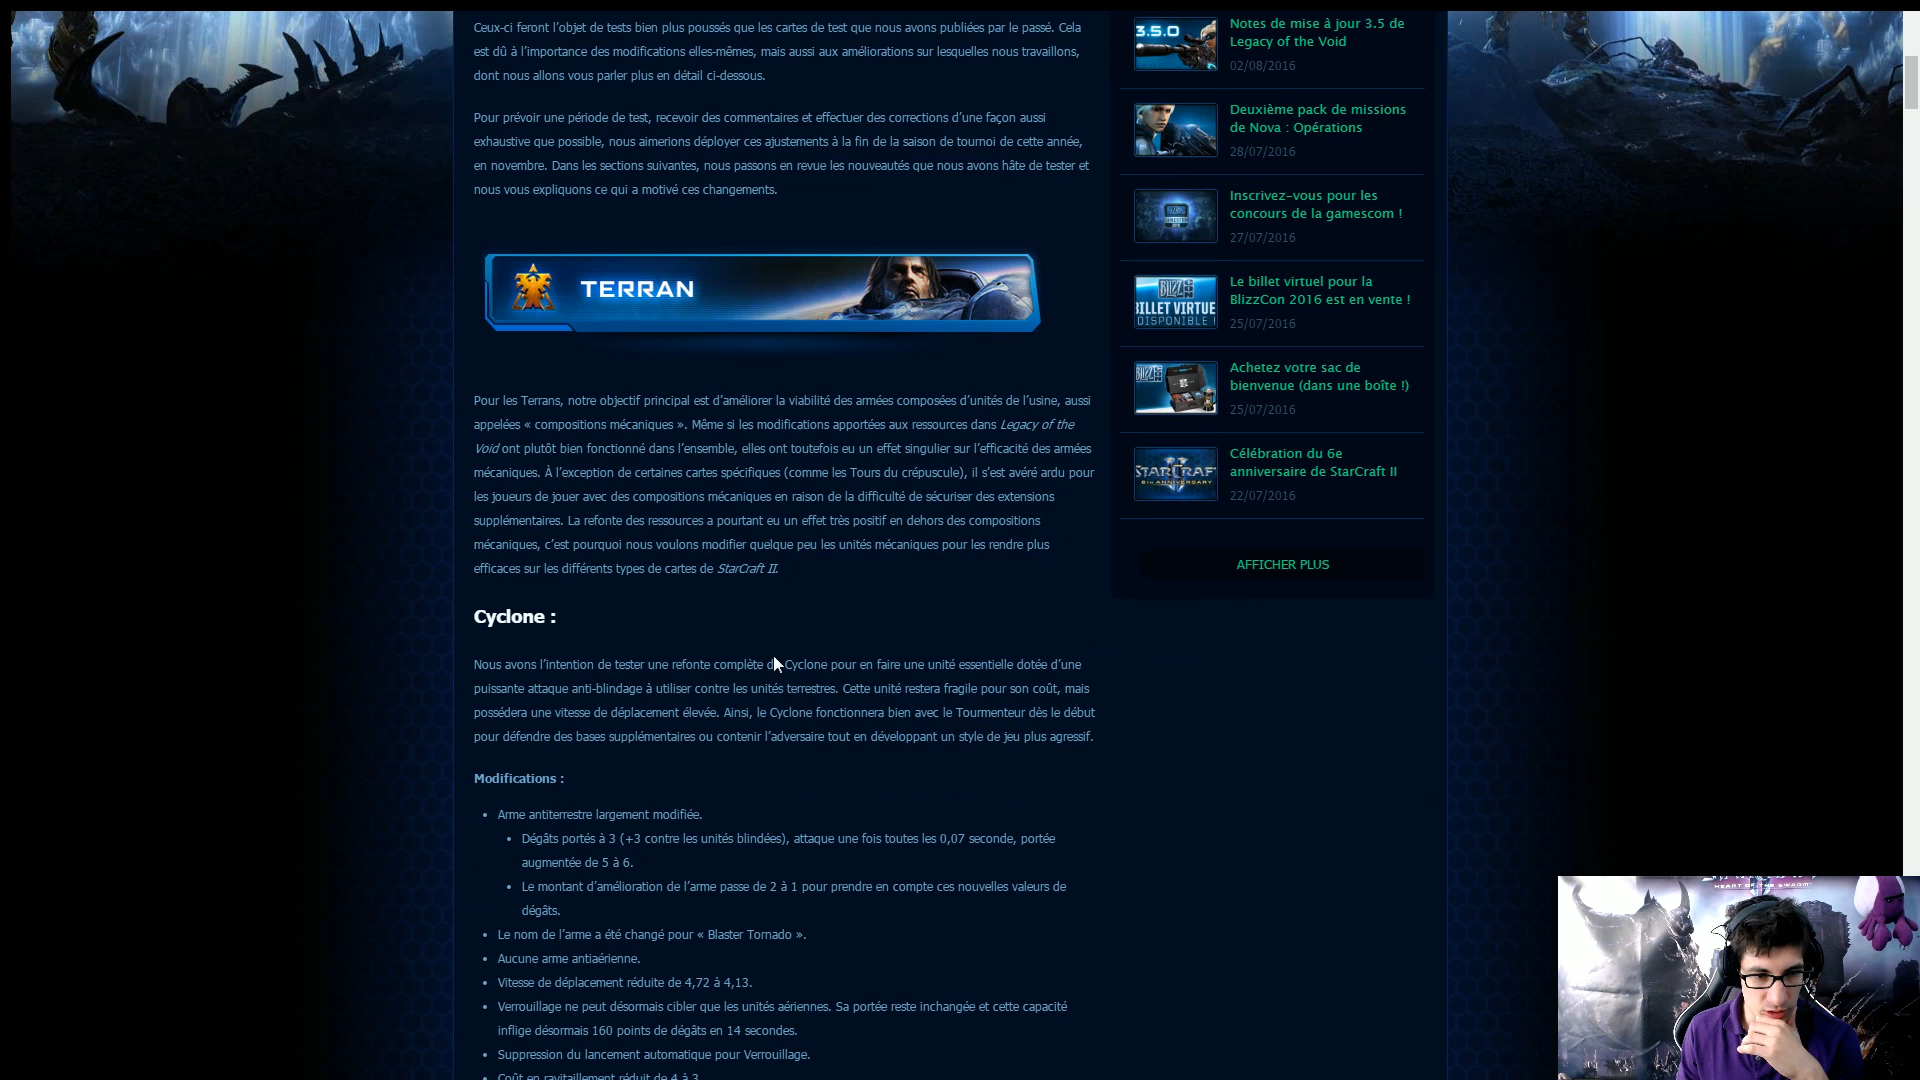 Ceux-ci feront l’objet de tests bien plus poussés que les cartes de test que nous avons publiées par le passé. Cela
est dû à l’importance des modifications elles-mêmes, mais aussi aux améliorations sur lesquelles nous travaillons,
dont nous allons vous parler plus en détail ci-dessous.
Pour prévoir une période de test, recevoir des commentaires et effectuer des corrections d’une façon aussi
exhaustive que possible, nous aimerions déployer ces ajustements à la fin de la saison de tournoi de cette année,
en novembre. Dans les sections suivantes, nous passons en revue les nouveautés que nous avons hâte de tester et
nous vous expliquons ce qui a motivé ces changements.
TERRAN
Pour les Terrans, notre objectif principal est d’améliorer la viabilité des armées composées d’unités de l’usine, aussi
appelées « compositions mécaniques ». Même si les modifications apportées aux ressources dans Legacy of the
Void ont plutôt bien fonctionné dans l’ensemble, elles ont toutefois eu un effet singulier sur l’efficacité des armées
mécaniques. À l’exception de certaines cartes spécifiques (comme les Tours du crépuscule), il s’est avéré ardu pour
les joueurs de jouer avec des compositions mécaniques en raison de la difficulté de sécuriser des extensions
supplémentaires. La refonte des ressources a pourtant eu un effet très positif en dehors des compositions
mécaniques, c’est pourquoi nous voulons modifier quelque peu les unités mécaniques pour les rendre plus
efficaces sur les différents types de cartes de StarCraft II.
Cyclone :
Nous avons l’intention de tester une refonte complète Cyclone pour en faire une unité essentielle dotée d’une
puissante attaque anti-blindage à utiliser contre les unités terrestres. Cette unité restera fragile pour son coût, mais
possédera une vitesse de déplacement élevée. Ainsi, le Cyclone fonctionnera bien avec le Tourmenteur dès le début
pour défendre des bases supplémentaires ou contenir l’adversaire tout en développant un style de jeu plus agressif.
Modifications :
• Arme antiterrestre largement modifiée.
• Dégâts portés à 3 (+3 contre les unités blindées), attaque une fois toutes les 0,07 seconde, portée
augmentée de 5 à 6.
• Le montant d’amélioration de l’arme passe de 2 à 1 pour prendre en compte ces nouvelles valeurs de
dégâts.
• Le nom de l’arme a été changé pour « Blaster Tornado ».
• Aucune arme antiaérienne.
• Vitesse de déplacement réduite de 4,72 à 4,13.
• Verrouillage ne peut désormais cibler que les unités aériennes. Sa portée reste inchangée et cette capacité
inflige désormais 160 points de dégâts en 14 secondes.
• Suppression du lancement automatique pour Verrouillage.
• Coût en ravitaillement réduit de 4 à 3
3.5.0
Notes de mise à jour 3.5 de
Legacy of the Void
02/08/2016
Deuxième pack de missions
de Nova : Opérations
28/07/2016
Inscrivez-vous pour les
concours de la gamescom !
27/07/2016
BILLET VIRTUE
DISPONIBLE !
Le billet virtuel pour la
BlizzCon 2016 est en vente !
25/07/2016
Achetez votre sac de
bienvenue (dans une boîte !)
25/07/2016
STARCRAFT
6TH ANNIVERSARY
Célébration du 6e
anniversaire de StarCraft II
22/07/2016
AFFICHER PLUS
HEART OF THE SWARM